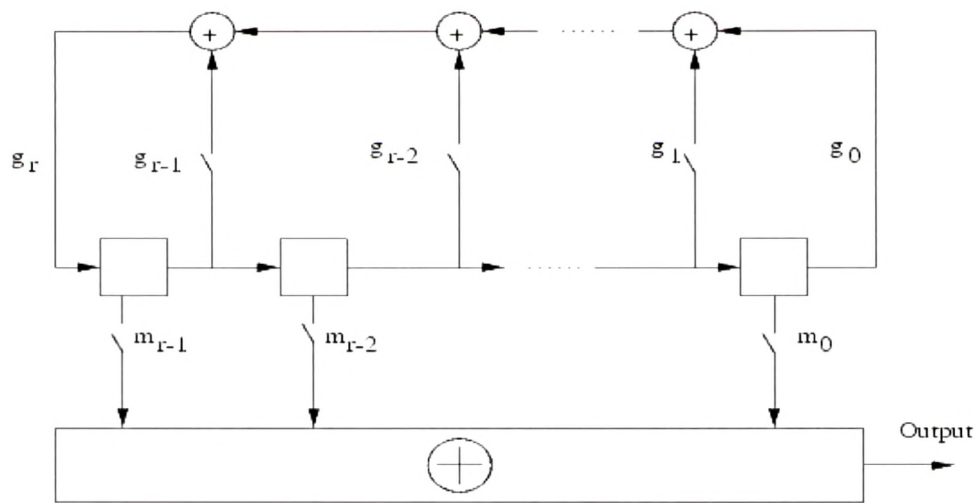 + + ....... +
g_r g_{r-1} g_{r-2} g_1 g_0
.......
m_{r-1} m_{r-2} m_0
Output
+